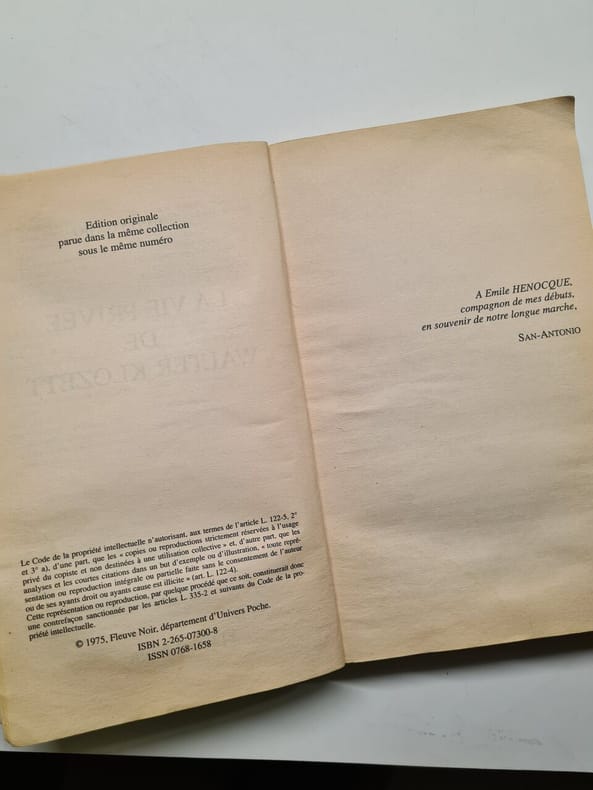 Edition originale
parue dans la même collection
sous le même numéro
LA VIE PRIVÉE
DE
WALTER KLOZETT
Le Code de la propriété intellectuelle n'autorisant, aux termes de l'article L. 122-5, 2°
et 3° a), d'une part, que les « copies ou reproductions strictement réservées à l'usage
privé du copiste et non destinées à une utilisation collective » et, d'autre part, que les
analyses et les courtes citations dans un but d'exemple ou d'illustration, « toute repré-
sentation ou reproduction intégrale ou partielle faite sans le consentement de l'auteur
ou de ses ayants droit ou ayants cause est illicite » (art. L. 122-4).
Cette représentation ou reproduction, par quelque procédé que ce soit, constituerait donc
une contrefaçon sanctionnée par les articles L. 335-2 et suivants du Code de la pro-
priété intellectuelle.
© 1975, Fleuve Noir, département d'Univers Poche.
ISBN 2-265-07300-8
ISSN 0768-1658
A Emile HENOCQUE,
compagnon de mes débuts,
en souvenir de notre longue marche,
SAN-ANTONIO